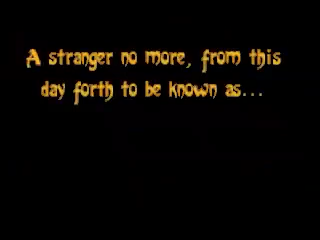 A stranger no more, from this
day forth to be known as...